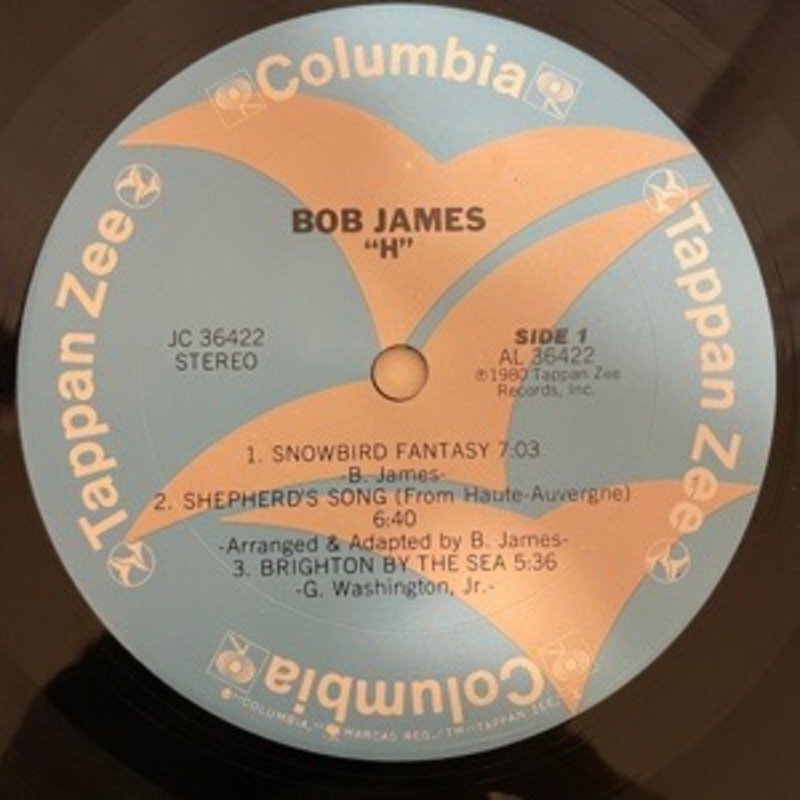 Columbia
Tappan Zee
Tappan Zee
BOB JAMES
“H”
JC 36422
STEREO
SIDE 1
AL 36422
℗1980 Tappan Zee
Records, Inc.
1. SNOWBIRD FANTASY 7:03
-B. James-
2. SHEPHERD'S SONG (From Haute-Auvergne)
6:40
-Arranged & Adapted by B. James-
3. BRIGHTON BY THE SEA 5:36
-G. Washington, Jr.-
Columbia
"COLUMBIA," MARCAS REG./TM TAPPAN ZEE,